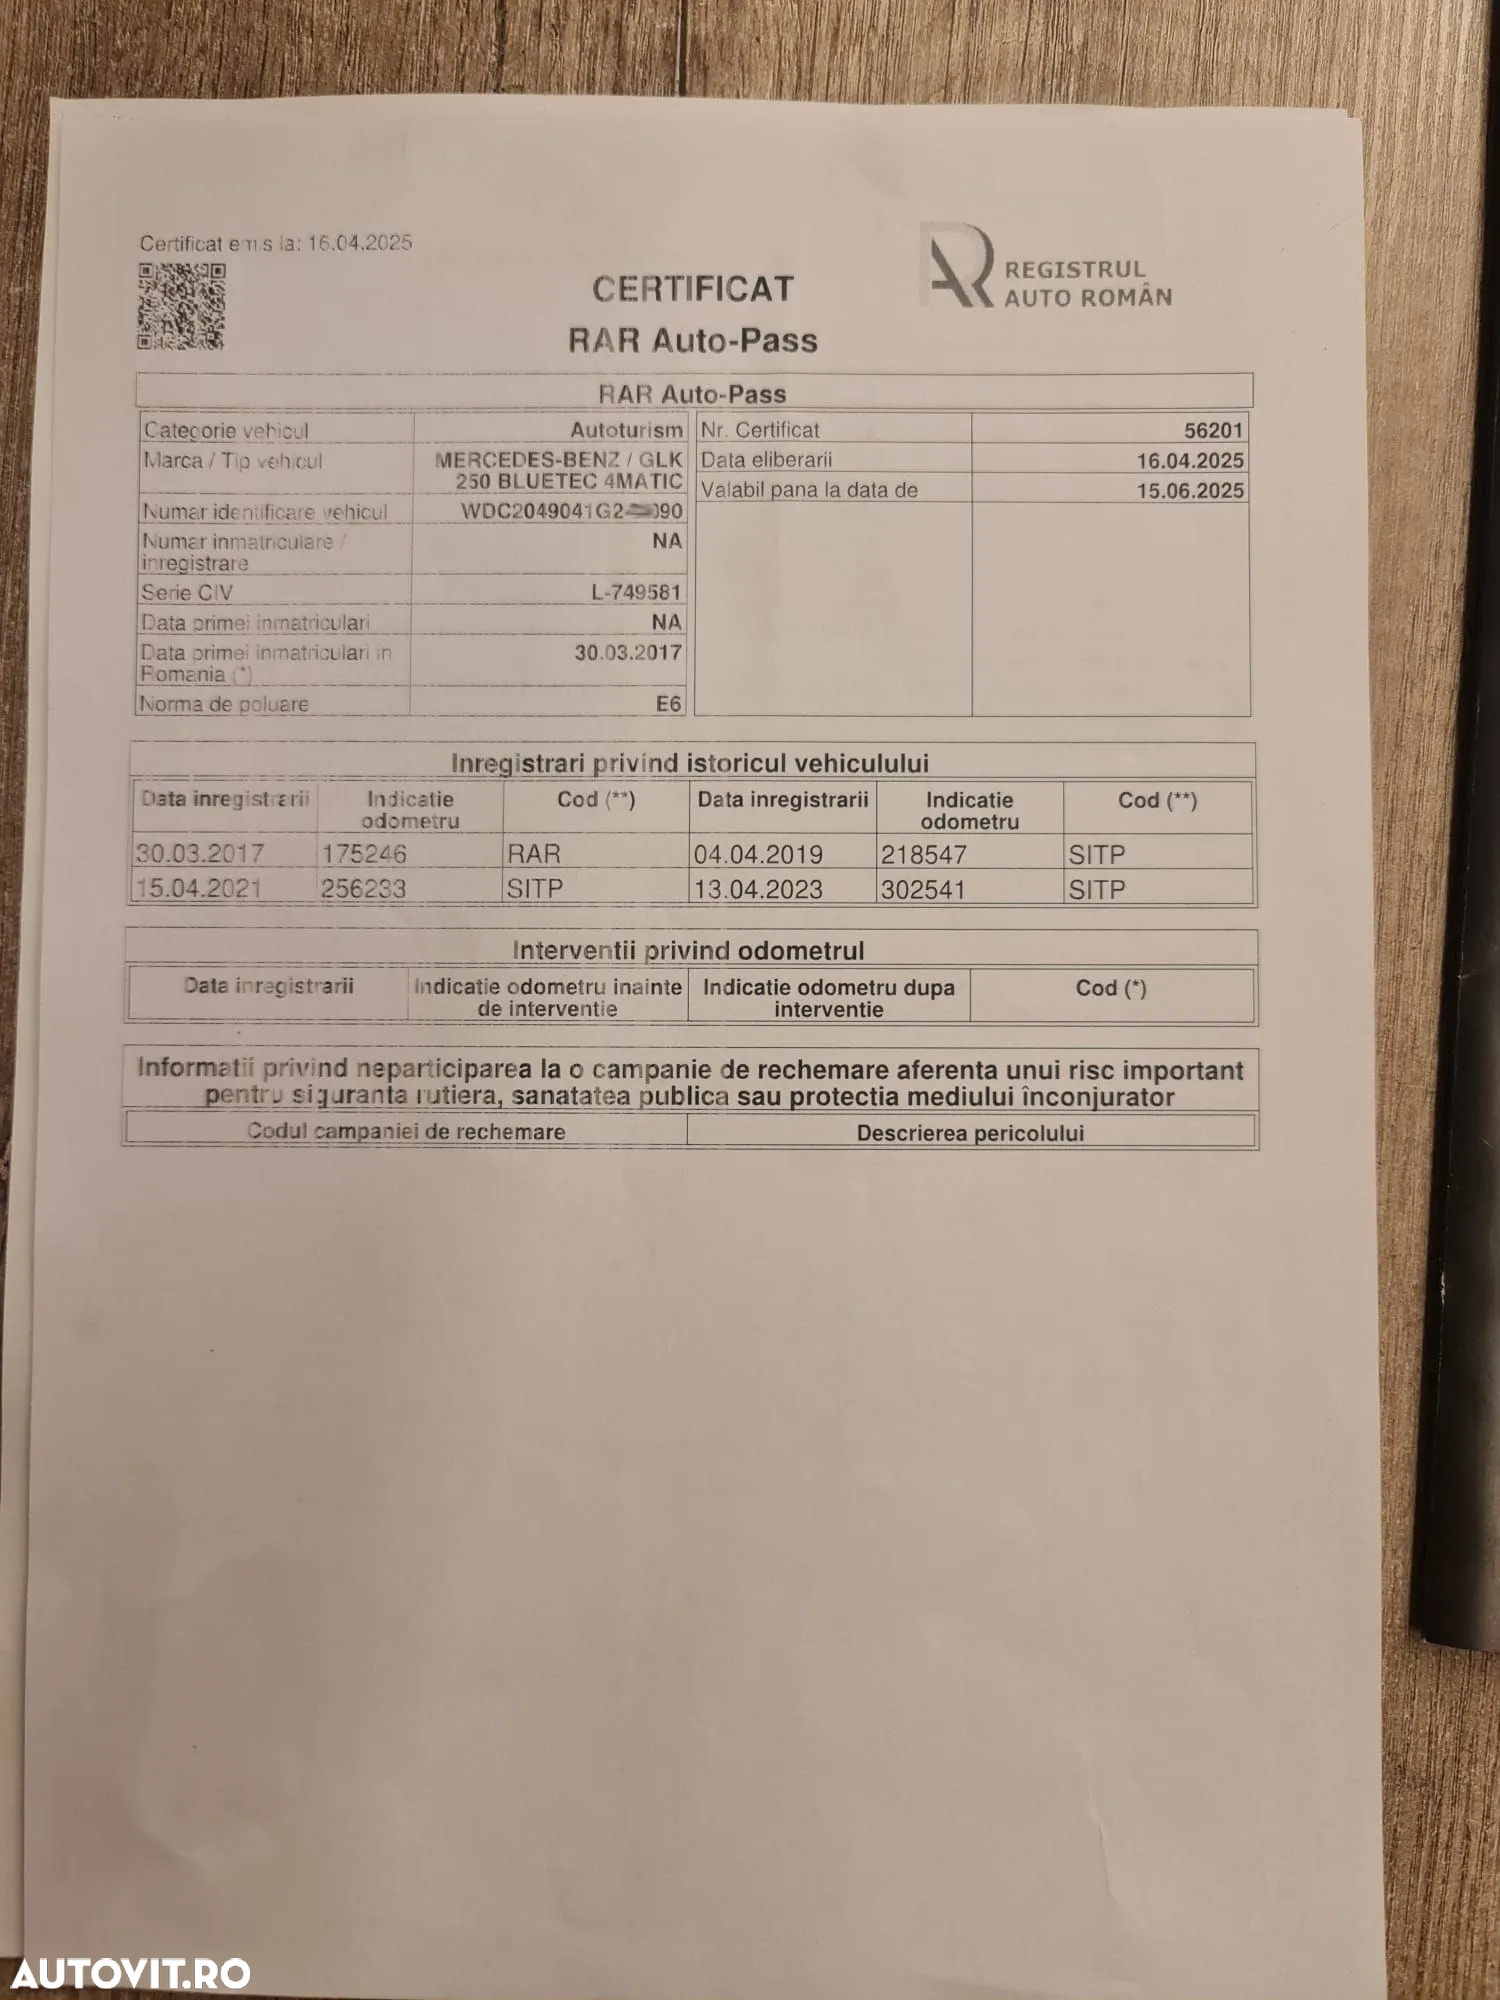 Certificat emis la: 16.04.2025
REGISTRUL
AUTO ROMÂN
CERTIFICAT
RAR Auto-Pass
RAR Auto-Pass
Categorie vehicul Autoturism
Marca / Tip vehicul MERCEDES-BENZ / GLK
250 BLUETEC 4MATIC
Numar identificare vehicul
Numar inmatriculare / NA
inregistrare
Serie CIV L-749581
Data primei inmatriculari NA
Data primei inmatriculari in 30.03.2017
Romania (*)
Norma de poluare E6
Nr. Certificat 56201
Data eliberarii 16.04.2025
Valabil pana la data de 15.06.2025
Inregistrari privind istoricul vehiculului
Data inregistrarii Indicatie Cod (**) Data inregistrarii Indicatie Cod (**)
odometru odometru
30.03.2017 175246 RAR 04.04.2019 218547 SITP
15.04.2021 256233 SITP 13.04.2023 302541 SITP
Interventii privind odometrul
Data inregistrarii Indicatie odometru inainte Indicatie odometru dupa Cod (*)
de interventie interventie
Informatii privind neparticiparea la o campanie de rechemare aferenta unui risc important
pentru siguranta rutiera, sanatatea publica sau protectia mediului înconjurator
Codul campaniei de rechemare Descrierea pericolului
AUTOVIT.RO